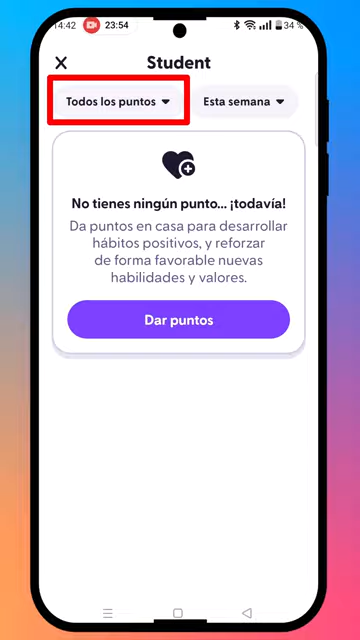 14:42 23:54 34 %
Student
Todos los puntos Esta semana
No tienes ningún punto... ¡todavía!
Da puntos en casa para desarrollar
hábitos positivos, y reforzar
de forma favorable nuevas
habilidades y valores.
Dar puntos